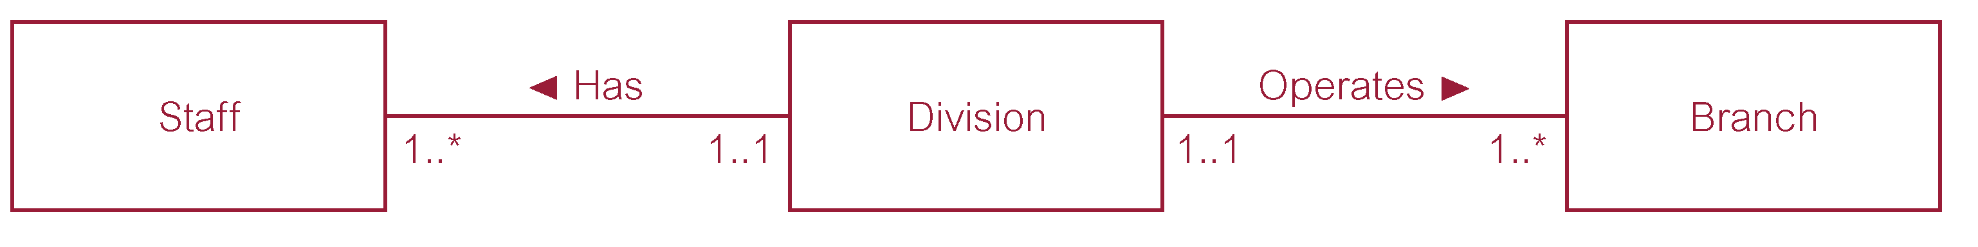 ◄ Has
Operates ►
Staff
Division
Branch
1..*
1..1
1..1
1..*